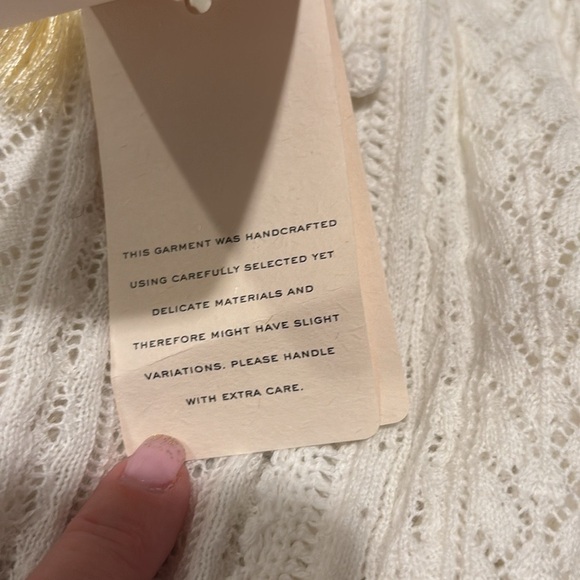 THIS GARMENT WAS HANDCRAFTED
USING CAREFULLY SELECTED YET
DELICATE MATERIALS AND
THEREFORE MIGHT HAVE SLIGHT
VARIATIONS. PLEASE HANDLE
WITH EXTRA CARE.